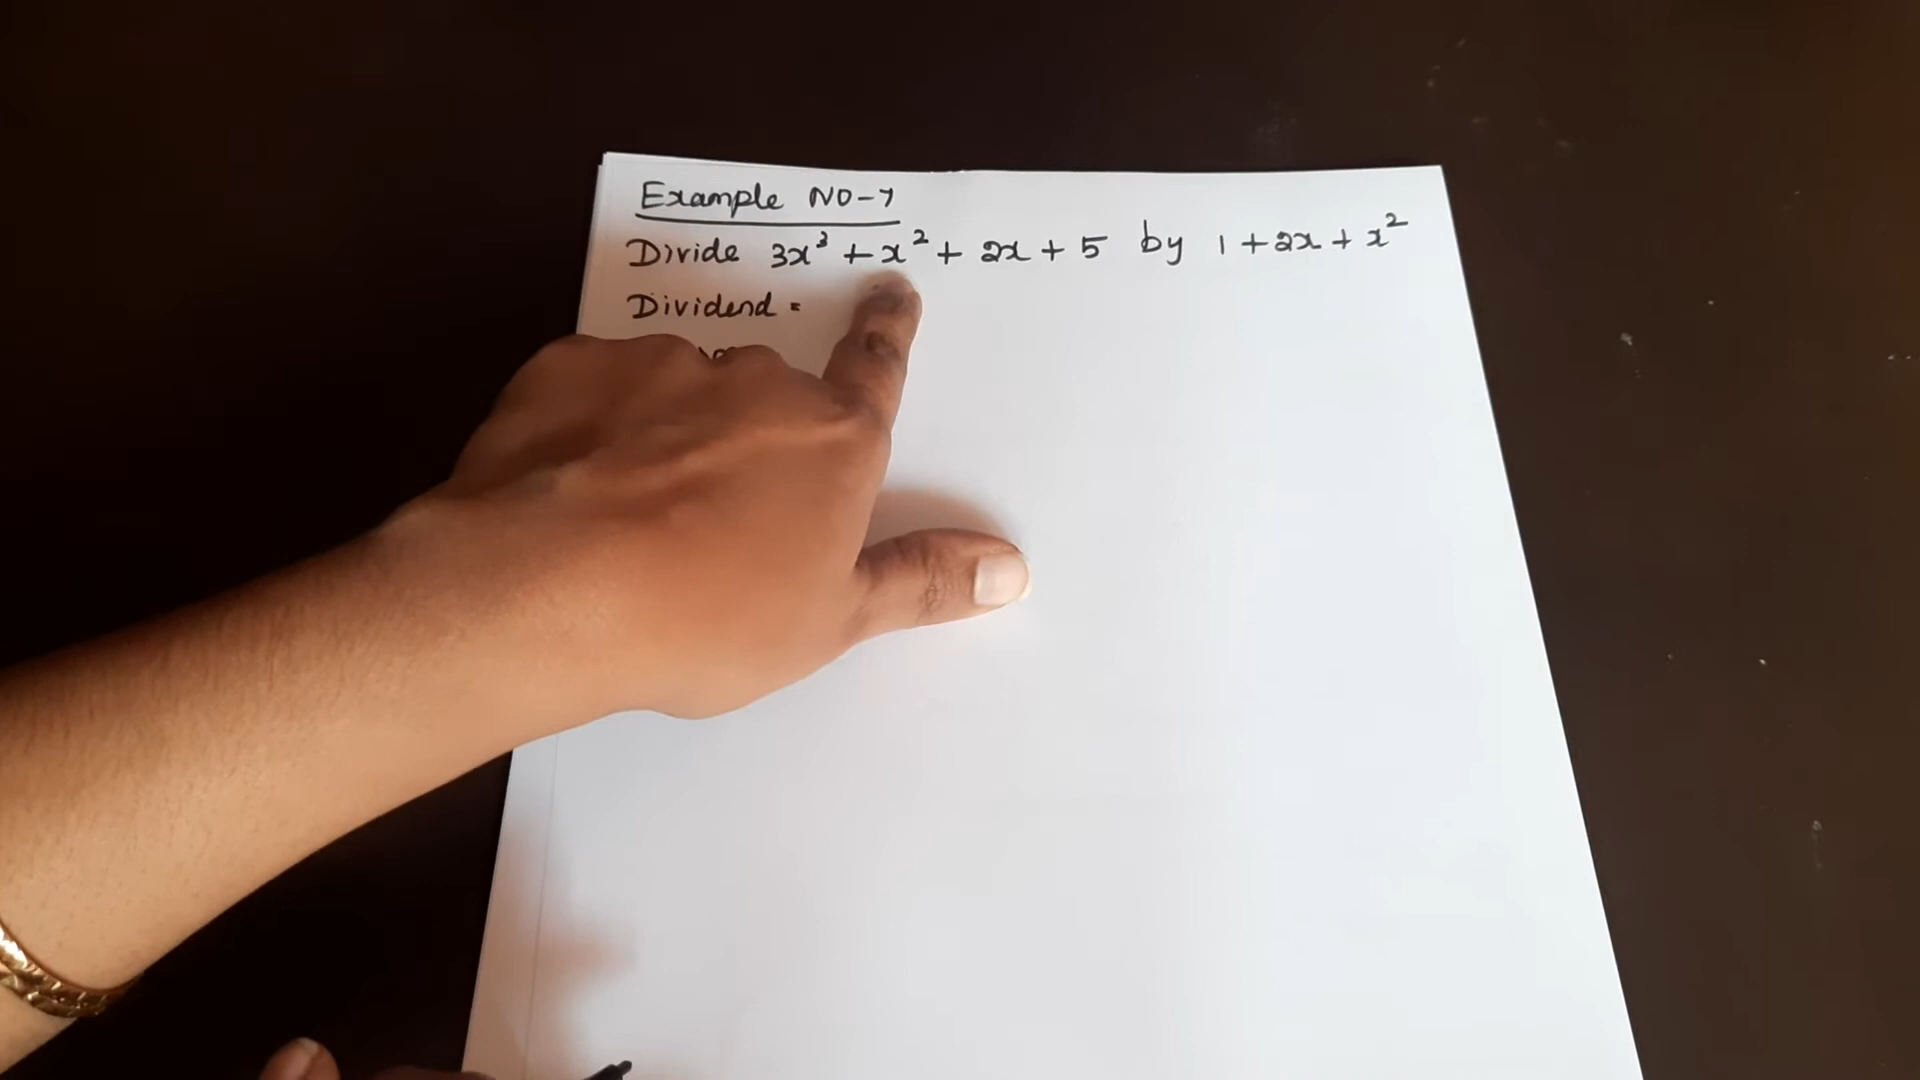 Example NO-7
Divide 3x³ + x² + 2x + 5 by 1 + 2x + x²
Dividend =